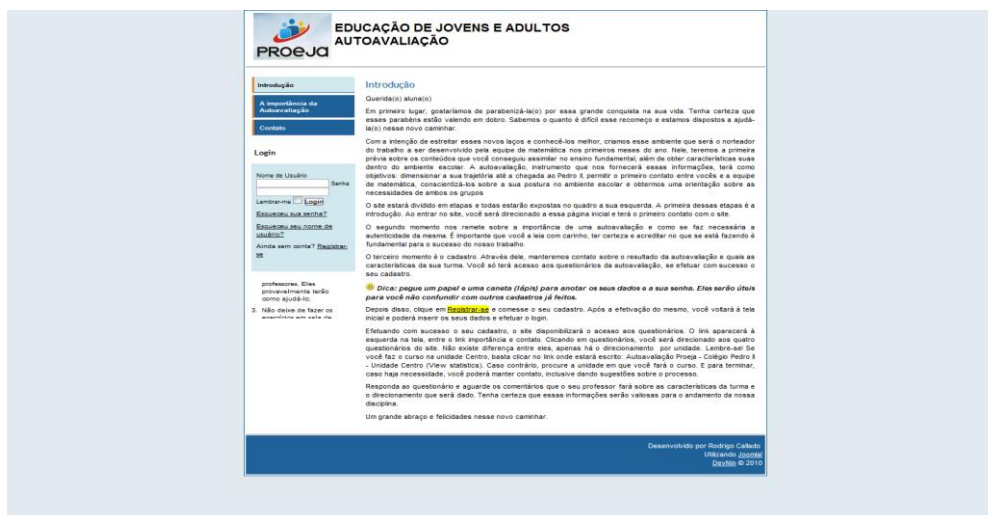 PROEJA
EDUCAÇÃO DE JOVENS E ADULTOS
AUTOAVALIAÇÃO
Introdução
A importância da
Autoavaliação
Contato
Login
Nome de Usuário
Senha
Lembrar-me Login
Esqueceu sua senha?
Esqueceu seu nome de
usuário?
Ainda sem conta? Registrar-
se
professores. Eles
provavelmente terão
como ajudá-lo;
3. Não deixe de fazer os
exercícios em sala de
Introdução
Querida(o) aluna(o)
Em primeiro lugar, gostaríamos de parabenizá-la(o) por essa grande conquista na sua vida. Tenha certeza que
esses parabéns estão valendo em dobro. Sabemos o quanto é difícil esse recomeço e estamos dispostos a ajudá-
la(o) nesse novo caminhar.
Com a intenção de estreitar esses novos laços e conhecê-los melhor, criamos esse ambiente que será o norteador
do trabalho a ser desenvolvido pela equipe de matemática nos primeiros meses do ano. Nele, teremos a primeira
prévia sobre os conteúdos que você conseguiu assimilar no ensino fundamental, além de obter características suas
dentro do ambiente escolar. A autoavaliação, instrumento que nos fornecerá essas informações, terá como
objetivos: dimensionar a sua trajetória até a chegada ao Pedro II, permitir o primeiro contato entre vocês e a equipe
de matemática, conscientizá-los sobre a sua postura no ambiente escolar e obtermos uma orientação sobre as
necessidades de ambos os grupos
O site estará dividido em etapas e todas estarão expostas no quadro a sua esquerda. A primeira dessas etapas é a
introdução. Ao entrar no site, você será direcionado a essa página inicial e terá o primeiro contato com o site.
O segundo momento nos remete sobre a importância de uma autoavaliação e como se faz necessária a
autenticidade da mesma. É importante que você a leia com carinho, ter certeza e acreditar no que se está fazendo é
fundamental para o sucesso do nosso trabalho.
O terceiro momento é o cadastro. Através dele, manteremos contato sobre o resultado da autoavaliação e quais as
características da sua turma. Você só terá acesso aos questionários da autoavaliação, se efetuar com sucesso o
seu cadastro.
Dica: pegue um papel e uma caneta (lápis) para anotar os seus dados e a sua senha. Eles serão úteis
para você não confundir com outros cadastros já feitos.
Depois disso, clique em Registrar-se e comesse o seu cadastro. Após a efetivação do mesmo, você voltará à tela
inicial e poderá inserir os seus dados e efetuar o login.
Efetuando com sucesso o seu cadastro, o site disponibilizará o acesso aos questionários. O link aparecerá à
esquerda na tela, entre o link importância e contato. Clicando em questionários, você será direcionado aos quatro
questionários do site. Não existe diferença entre eles, apenas há o direcionamento por unidade. Lembre-se! Se
você faz o curso na unidade Centro, basta clicar no link onde estará escrito: Autoavaliação Proeja - Colégio Pedro II
- Unidade Centro (View statistics). Caso contrário, procure a unidade em que você fará o curso. E para terminar,
caso haja necessidade, você poderá manter contato, inclusive dando sugestões sobre o processo.
Responda ao questionário e aguarde os comentários que o seu professor fará sobre as características da turma e
o direcionamento que será dado. Tenha certeza que essas informações serão valiosas para o andamento da nossa
disciplina.
Um grande abraço e felicidades nesse novo caminhar.
Desenvolvido por Rodrigo Callado
Utilizando Joomla!
DevNin © 2010